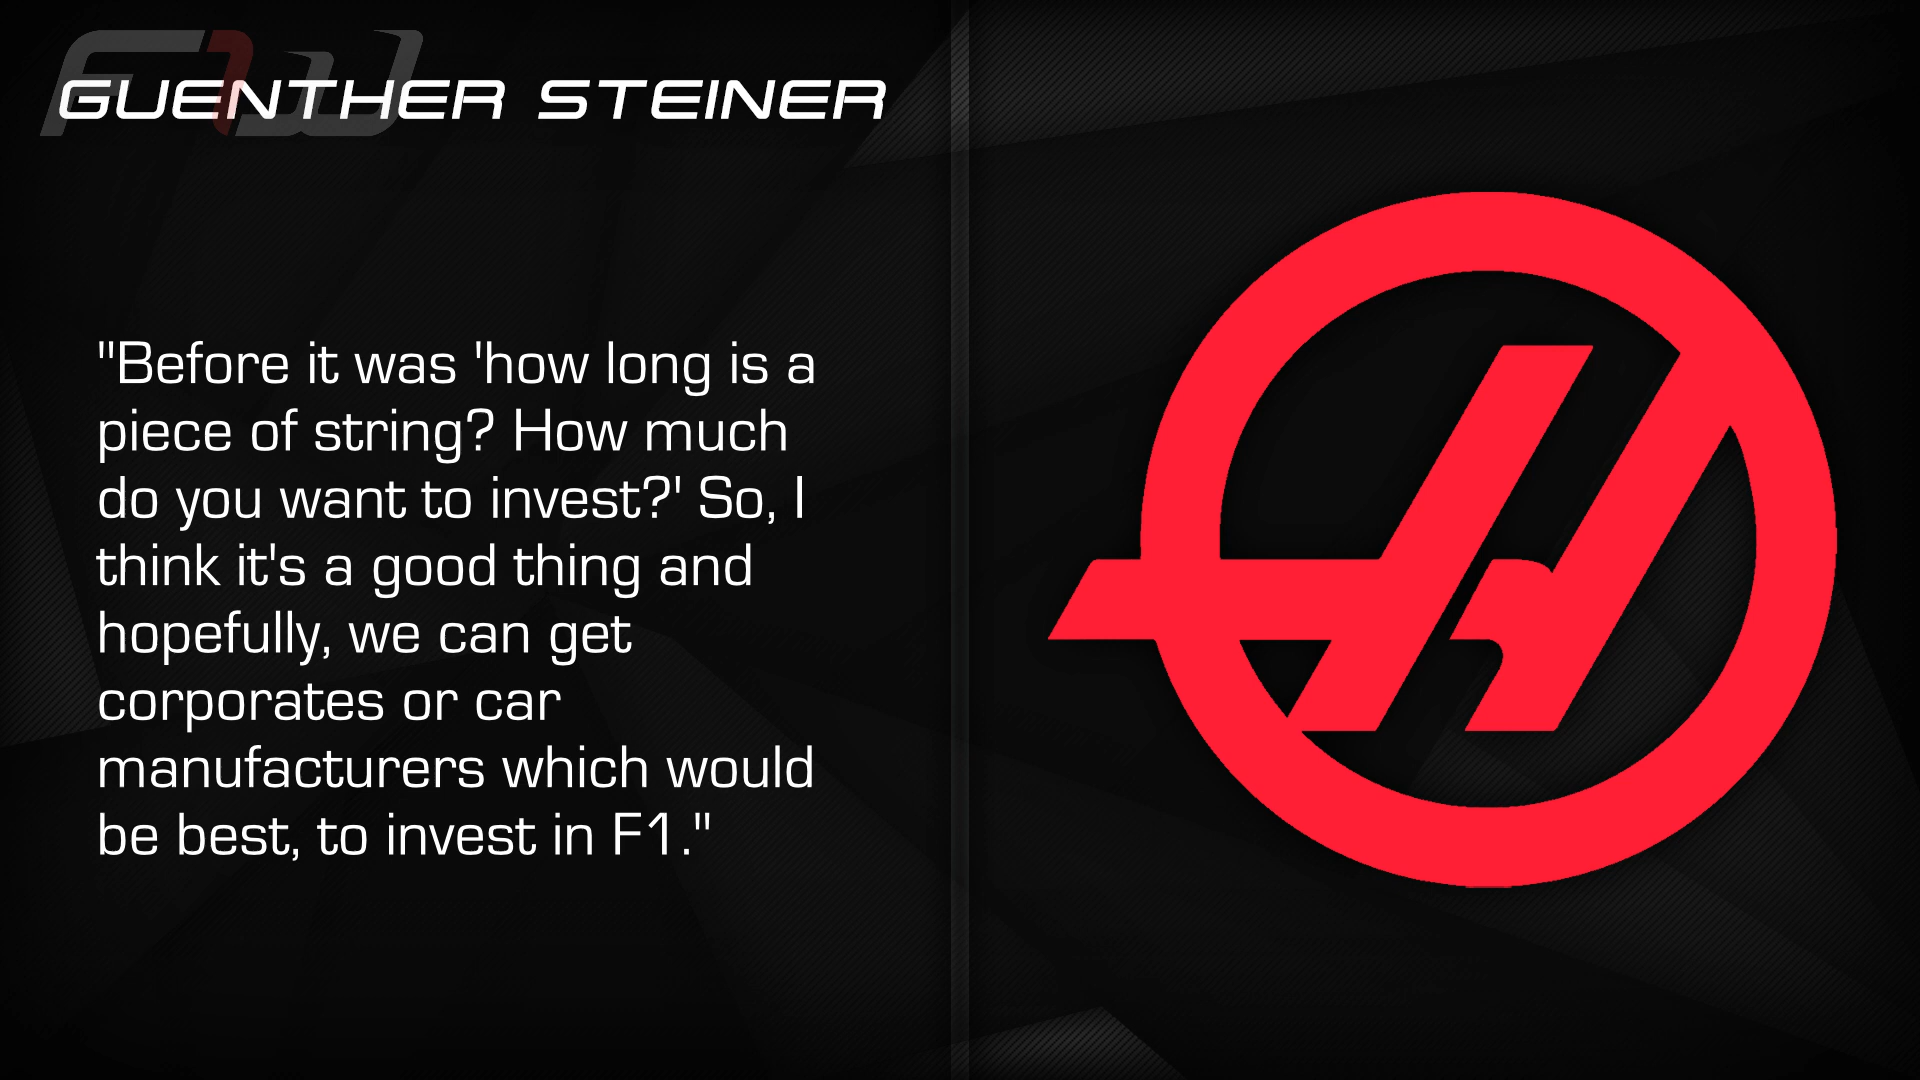 F1W
GUENTHER STEINER
"Before it was 'how long is a
piece of string? How much
do you want to invest?' So, I
think it's a good thing and
hopefully, we can get
corporates or car
manufacturers which would
be best, to invest in F1."